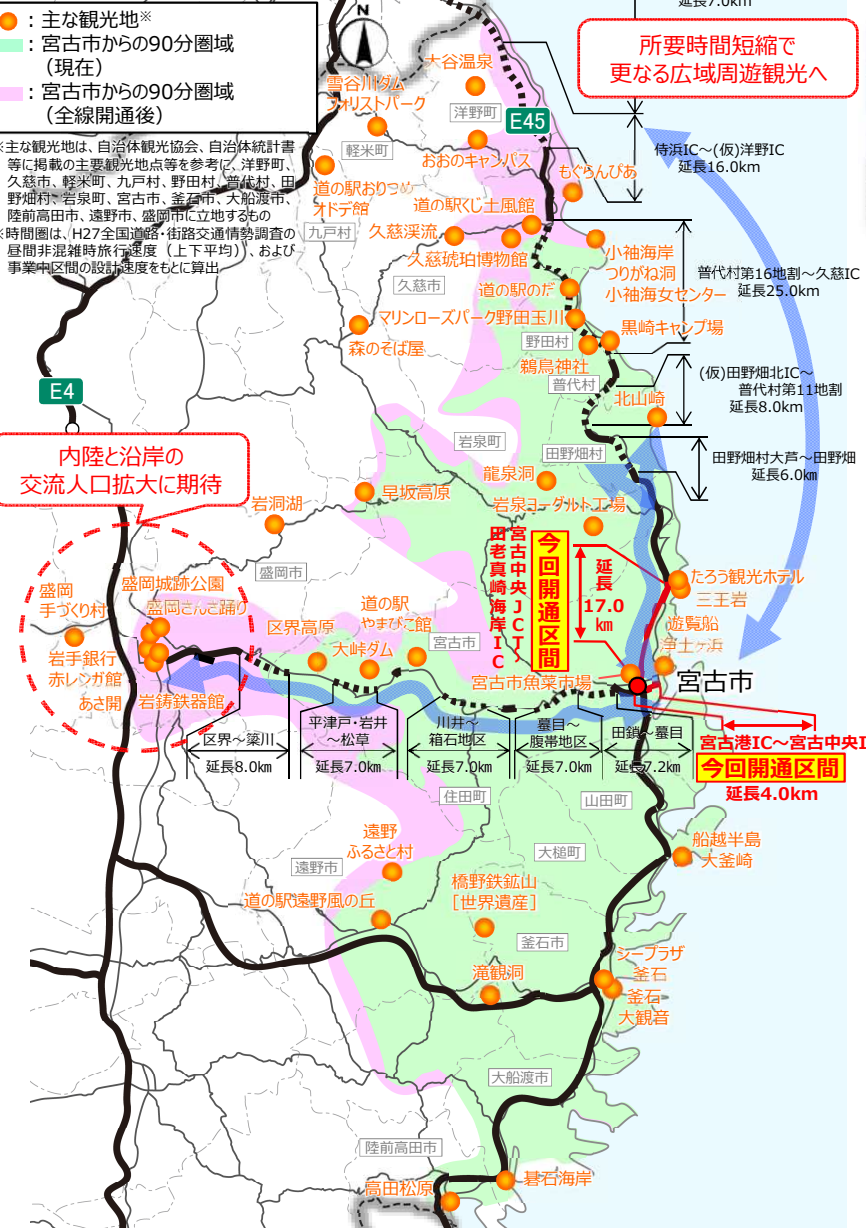 延長7.0km
：主な観光地※
：宮古市からの90分圏域
（現在）
：宮古市からの90分圏域
（全線開通後）
※主な観光地は、自治体観光協会、自治体統計書
等に掲載の主要観光地点等を参考に、洋野町、
久慈市、軽米町、九戸村、野田村、普代村、田
野畑村、岩泉町、宮古市、釜石市、大船渡市、
陸前高田市、遠野市、盛岡市に立地するもの
※時間圏は、H27全国道路・街路交通情勢調査の
昼間非混雑時旅行速度（上下平均）、および
事業中区間の設計速度をもとに算出
N
所要時間短縮で
更なる広域周遊観光へ
大谷温泉
雪谷川ダム
フォリストパーク
洋野町
E45
軽米町
おおのキャンパス
侍浜IC～(仮)洋野IC
延長16.0km
道の駅おりつめ
オドデ館
もぐらんぴあ
九戸村
道の駅くじ土風館
久慈渓流
久慈琥珀博物館
小袖海岸
つりがね洞
小袖海女センター
普代村第16地割～久慈IC
延長25.0km
久慈市
道の駅のだ
マリンローズパーク野田玉川
黒崎キャンプ場
森のそば屋
野田村
鵜鳥神社
普代村
(仮)田野畑北IC～
普代村第11地割
延長8.0km
E4
北山崎
内陸と沿岸の
交流人口拡大に期待
岩泉町
田野畑村
田野畑村大芦～田野畑
延長6.0km
龍泉洞
早坂高原
岩泉ヨーグルト工場
岩洞湖
宮古中央JCT～
田老真崎海岸IC
今回開通区間
延長
17.0
km
盛岡市
たろう観光ホテル
三王岩
盛岡
手づくり村
盛岡城跡公園
盛岡さんさ踊り
道の駅
やまびこ館
区界高原
大峠ダム
宮古市
遊覧船
浄土ヶ浜
岩手銀行
赤レンガ館
あさ開
岩鋳鉄器館
宮古市魚菜市場
宮古市
区界～簗川
延長8.0km
平津戸・岩井
～松草
延長7.0km
川井～
箱石地区
延長7.0km
蟇目～
腹帯地区
延長7.0km
田鎖～蟇目
延長7.2km
宮古港IC～宮古中央I
今回開通区間
延長4.0km
住田町
山田町
遠野
ふるさと村
大槌町
船越半島
大釜崎
遠野市
橋野鉄鉱山
［世界遺産］
道の駅遠野風の丘
釜石市
シープラザ
釜石
滝観洞
釜石
大観音
大船渡市
陸前高田市
高田松原
碁石海岸